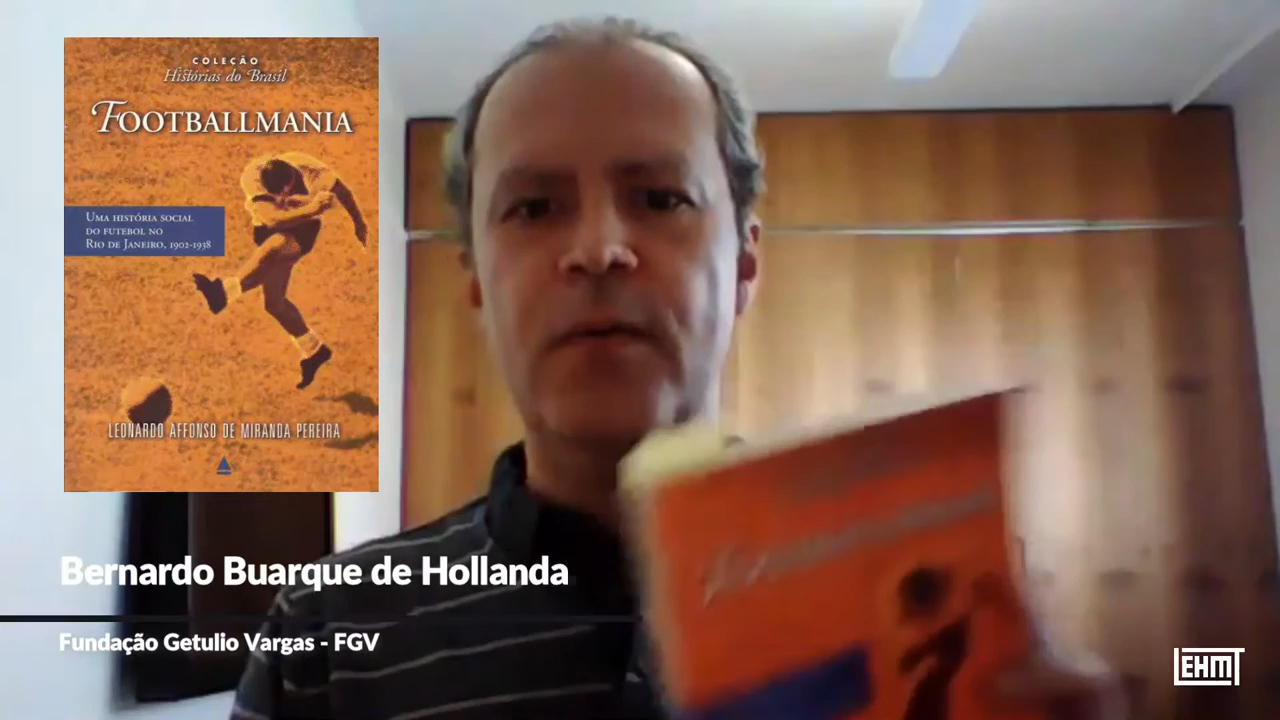 COLEÇÃO
Histórias do Brasil
FOOTBALLMANIA
UMA HISTÓRIA SOCIAL
DO FUTEBOL NO
RIO DE JANEIRO, 1902-1938
LEONARDO AFFONSO DE MIRANDA PEREIRA
Bernardo Buarque de Hollanda
Fundação Getulio Vargas - FGV
LEHMT